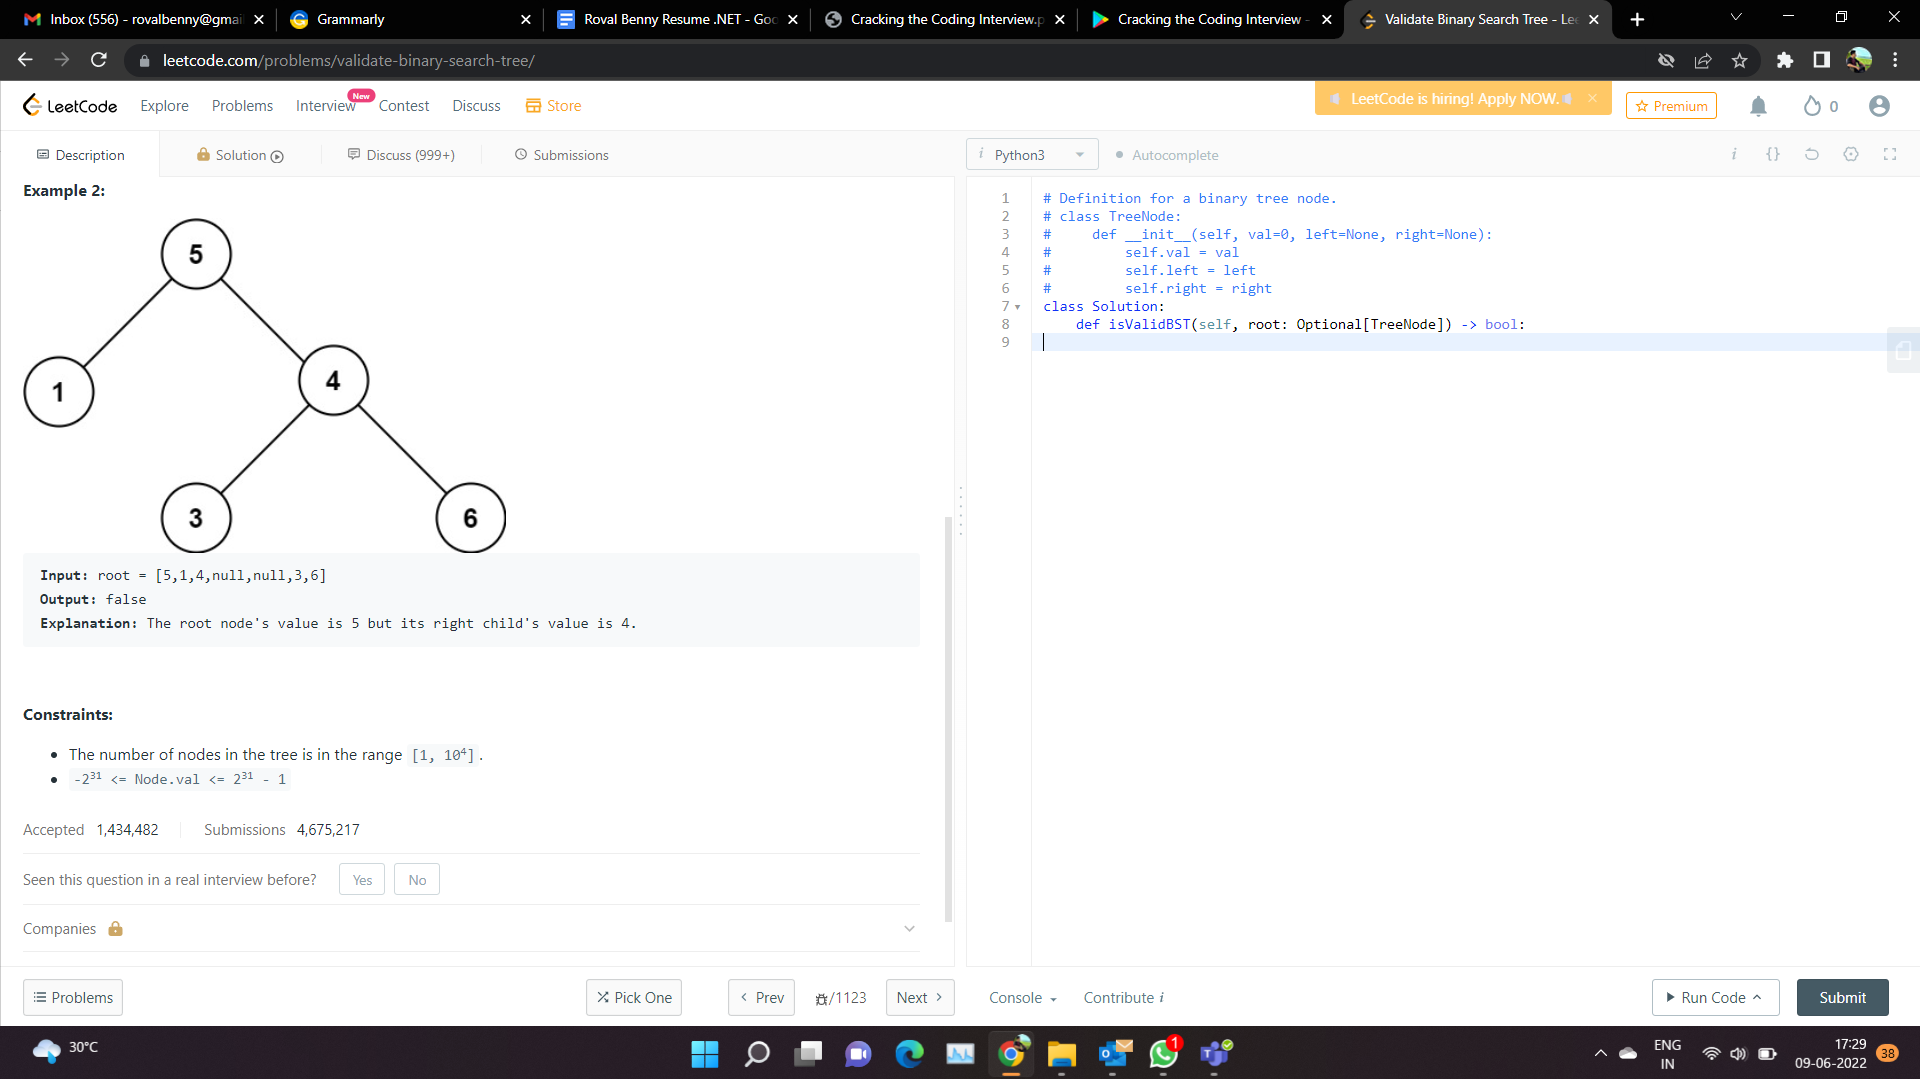 Inbox (556) - rovalbenny@gmai
Grammarly
Roval Benny Resume .NET - Goo
Cracking the Coding Interview.p
Cracking the Coding Interview -
Validate Binary Search Tree - Le
leetcode.com/problems/validate-binary-search-tree/
LeetCode
Explore
Problems
Interview
New
Contest
Discuss
Store
LeetCode is hiring! Apply NOW.
Premium
0
Description
Solution
Discuss (999+)
Submissions
i
Python3
Autocomplete
i
{}
Example 2:
5
1
4
3
6
Input: root = [5,1,4,null,null,3,6]
Output: false
Explanation: The root node's value is 5 but its right child's value is 4.
Constraints:
• The number of nodes in the tree is in the range [1, 10⁴].
• -2³¹ <= Node.val <= 2³¹ - 1
Accepted 1,434,482
Submissions 4,675,217
Seen this question in a real interview before?
Yes
No
Companies
1 # Definition for a binary tree node.
2 # class TreeNode:
3 #     def __init__(self, val=0, left=None, right=None):
4 #         self.val = val
5 #         self.left = left
6 #         self.right = right
7 class Solution:
8     def isValidBST(self, root: Optional[TreeNode]) -> bool:
9
Problems
Pick One
Prev
/1123
Next
Console
Contribute i
Run Code
Submit
30°C
1
ENG
IN
17:29
09-06-2022
38